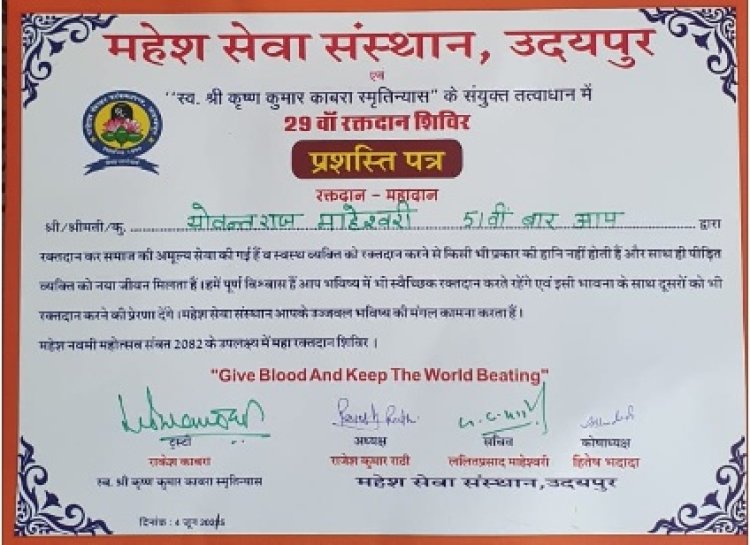 महेश सेवा संस्थान, उदयपुर
एवं
"स्व. श्री कृष्ण कुमार काबरा स्मृतिन्यास" के संयुक्त तत्वाधान में
29 वाँ रक्तदान शिविर
प्रशस्ति पत्र
रक्तदान - महादान
श्री/श्रीमती/कु. माहेश्वरी 51वीं बार आप द्वारा
रक्तदान कर समाज की अमूल्य सेवा की गई हैं व स्वस्थ व्यक्ति को रक्तदान करने से किसी भी प्रकार की हानि नहीं होती हैं और साथ ही पीड़ित
व्यक्ति को नया जीवन मिलता हैं।हमें पूर्ण विश्वास हैं आप भविष्य में भी स्वैच्छिक रक्तदान करते रहेंगे एवं इसी भावना के साथ दूसरों को भी
रक्तदान करने की प्रेरणा देंगे।महेश सेवा संस्थान आपके उज्जवल भविष्य की मंगल कामना करता हैं।
महेश नवमी महोत्सव संबत 2082 के उपलक्ष्य में महा रक्तदान शिविर।
"Give Blood And Keep The World Beating"
ट्रस्टी अध्यक्ष सचिव कोषाध्यक्ष
राकेश काबरा राजेश कुमार राठी ललितप्रसाद माहेश्वरी हितेष भदादा
स्व. श्री कृष्ण कुमार काबरा स्मृतिन्यास महेश सेवा संस्थान,उदयपुर
दिनांक : 4 जून